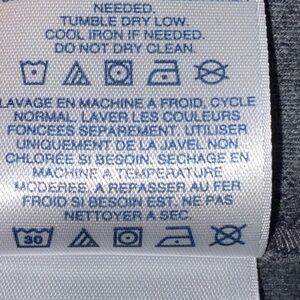 NEEDED.
TUMBLE DRY LOW.
COOL IRON IF NEEDED.
DO NOT DRY CLEAN.
LAVAGE EN MACHINE A FROID, CYCLE
NORMAL. LAVER LES COULEURS
FONCEES SEPAREMENT. UTILISER
UNIQUEMENT DE LA JAVEL NON
CHLORÉE SI BESOIN. SECHAGE EN
MACHINE A TEMPERATURE
MODEREE, A REPASSER AU FER
FROID SI BESOIN EST. NE PAS
NETTOYER A SEC.
30